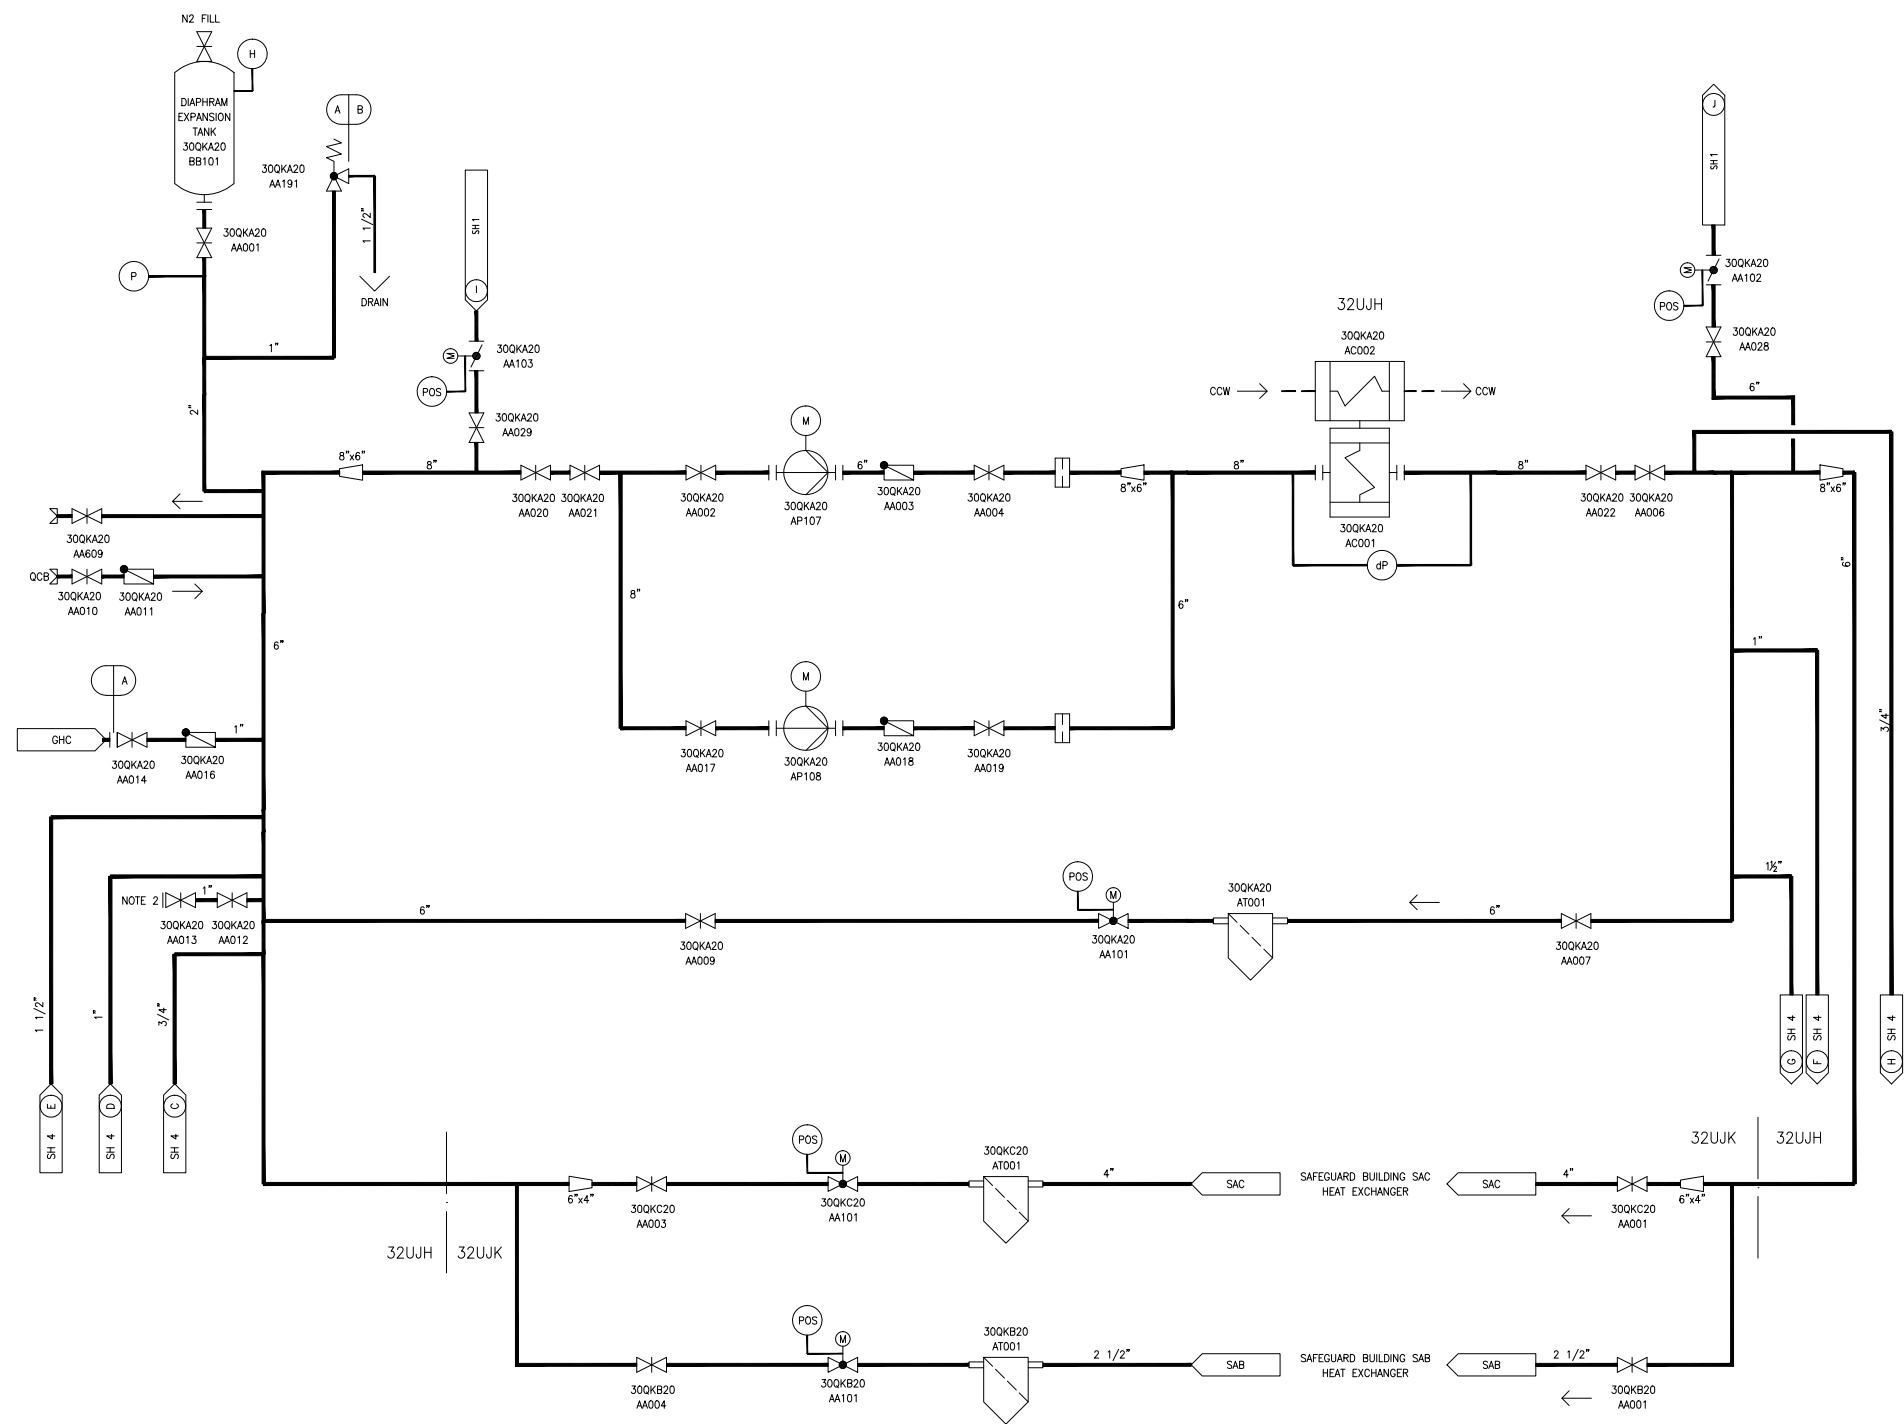 N2 FILL
H
DIAPHRAM
EXPANSION
TANK
30QKA20
BB101
A B
30QKA20
AA191
1 1/2"
DRAIN
30QKA20
AA001
P
1"
2"
SH1
I
30QKA20
AA103
M
POS
30QKA20
AA029
J
SH1
M
30QKA20
AA102
POS
30QKA20
AA028
6"
32UJH
30QKA20
AC002
CCW
CCW
8"x6"
8"
30QKA20
AA020
30QKA20
AA021
30QKA20
AA002
M
30QKA20
AP107
6"
30QKA20
AA003
30QKA20
AA004
8"x6"
8"
30QKA20
AC001
dP
8"
30QKA20
AA022
30QKA20
AA006
8"x6"
6"
30QKA20
AA609
QCB
30QKA20
AA010
30QKA20
AA011
6"
8"
6"
1"
3/4"
A
GHC
30QKA20
AA014
30QKA20
AA016
1"
30QKA20
AA017
M
30QKA20
AP108
30QKA20
AA018
30QKA20
AA019
NOTE 2
1"
30QKA20
AA013
30QKA20
AA012
6"
30QKA20
AA009
POS
M
30QKA20
AA101
30QKA20
AT001
6"
30QKA20
AA007
1½"
1 1/2"
1"
3/4"
E
SH 4
D
SH 4
C
SH 4
SH 4
G
SH 4
F
SH 4
H
32UJH
32UJK
6"x4"
30QKC20
AA003
POS
M
30QKC20
AA101
30QKC20
AT001
4"
SAC
SAFEGUARD BUILDING SAC
HEAT EXCHANGER
SAC
4"
30QKC20
AA001
6"x4"
32UJK
32UJH
30QKB20
AA004
POS
M
30QKB20
AA101
30QKB20
AT001
2 1/2"
SAB
SAFEGUARD BUILDING SAB
HEAT EXCHANGER
SAB
2 1/2"
30QKB20
AA001